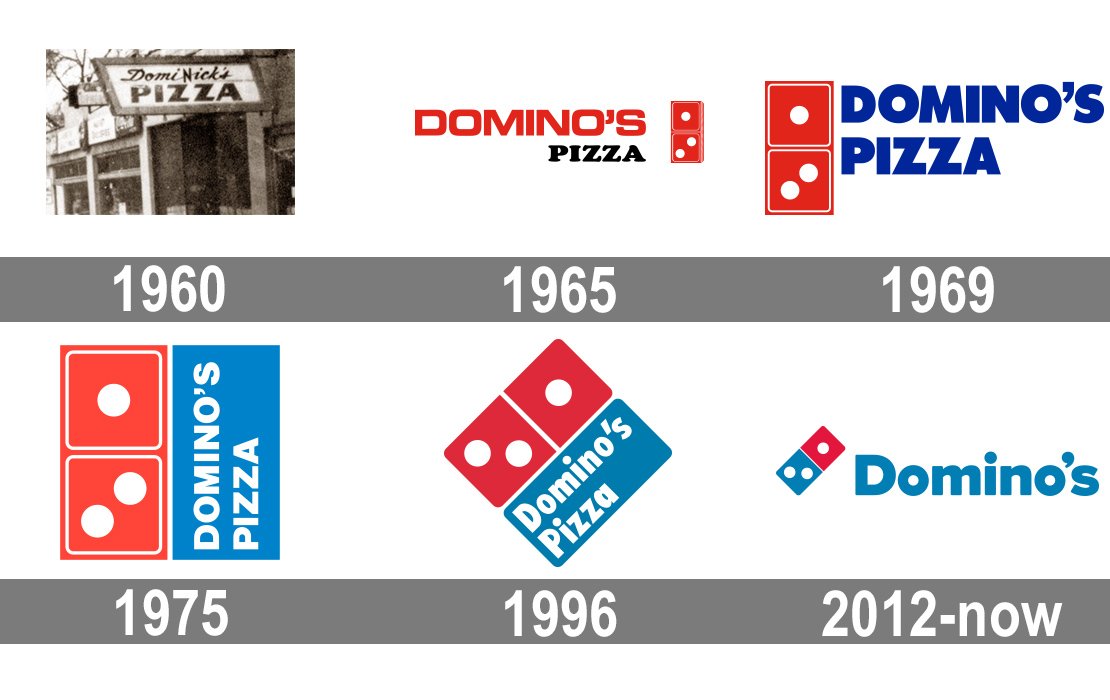 DomiNick's
PIZZA
DOMINO'S
PIZZA
DOMINO'S
PIZZA
1960
1965
1969
DOMINO'S
PIZZA
Domino's
Pizza
Domino's
1975
1996
2012-now